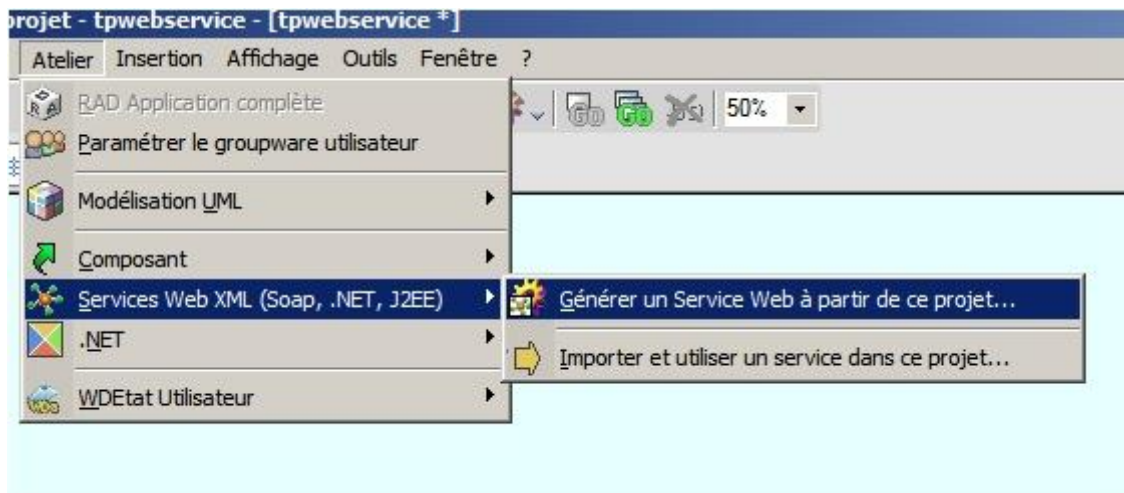 projet - tpwebservice - [tpwebservice *]
Atelier Insertion Affichage Outils Fenêtre ?
RAD Application complète
50%
Paramétrer le groupware utilisateur
Modélisation UML
Composant
Services Web XML (Soap, .NET, J2EE)
Générer un Service Web à partir de ce projet...
.NET
Importer et utiliser un service dans ce projet...
WDEtat Utilisateur